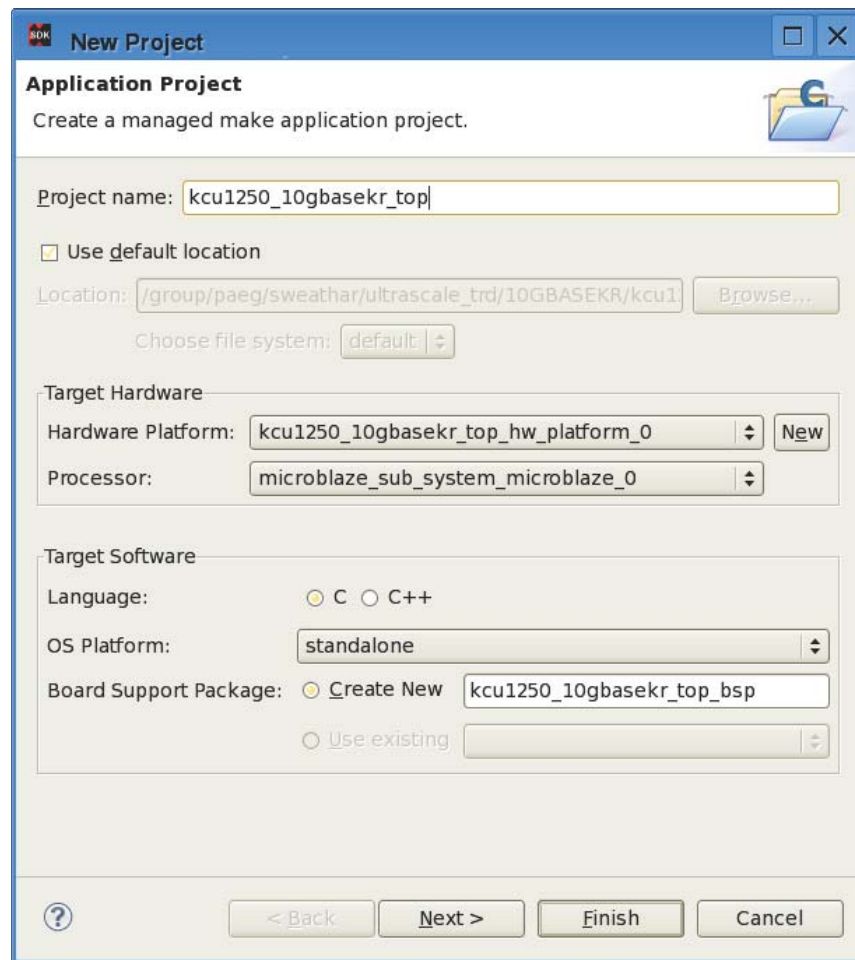 SDK New Project
Application Project
Create a managed make application project.
Project name: kcu1250_10gbasekr_top
Use default location
Location: /group/paeg/sweathar/ultrascale_trd/10GBASEKR/kcu1 Browse...
Choose file system: default
Target Hardware
Hardware Platform: kcu1250_10gbasekr_top_hw_platform_0 New
Processor: microblaze_sub_system_microblaze_0
Target Software
Language: C C++
OS Platform: standalone
Board Support Package: Create New kcu1250_10gbasekr_top_bsp
Use existing
? < Back Next > Finish Cancel